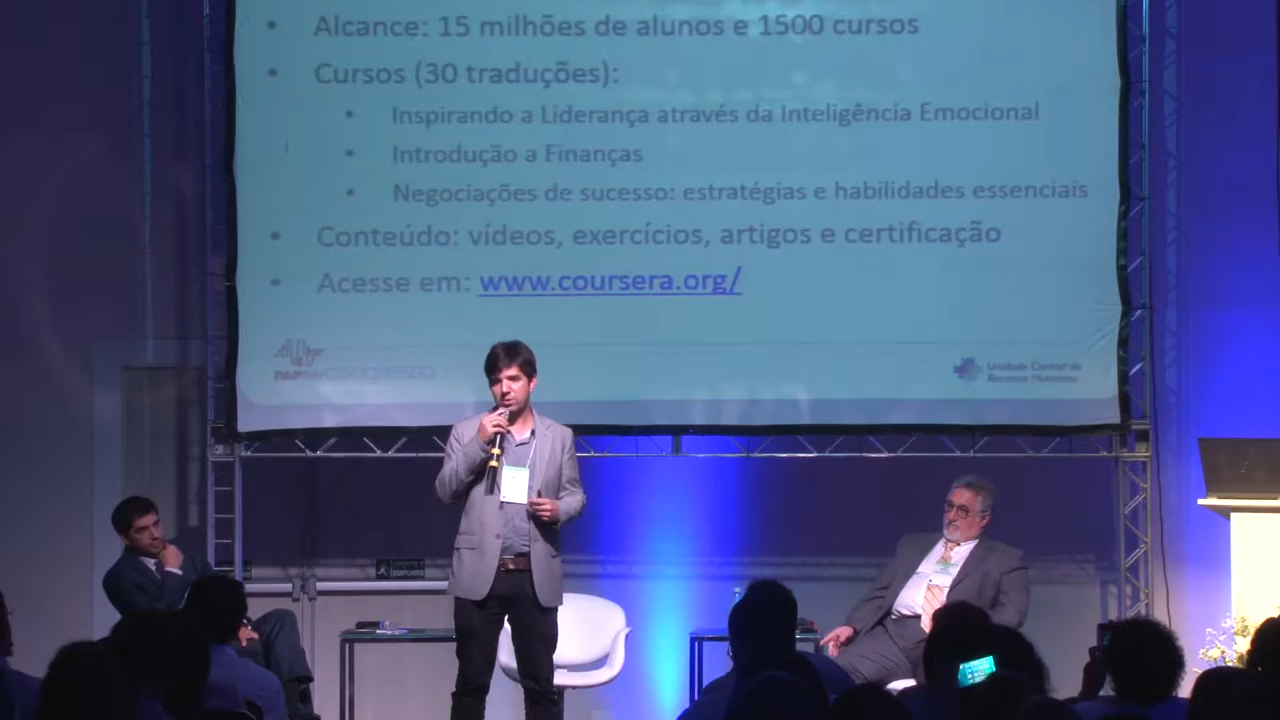 • Alcance: 15 milhões de alunos e 1500 cursos
• Cursos (30 traduções):
• Inspirando a Liderança através da Inteligência Emocional
• Introdução a Finanças
• Negociações de sucesso: estratégias e habilidades essenciais
• Conteúdo: vídeos, exercícios, artigos e certificação
• Acesse em: www.coursera.org/
Unidade Central de
Recursos Humanos
EMPURRE